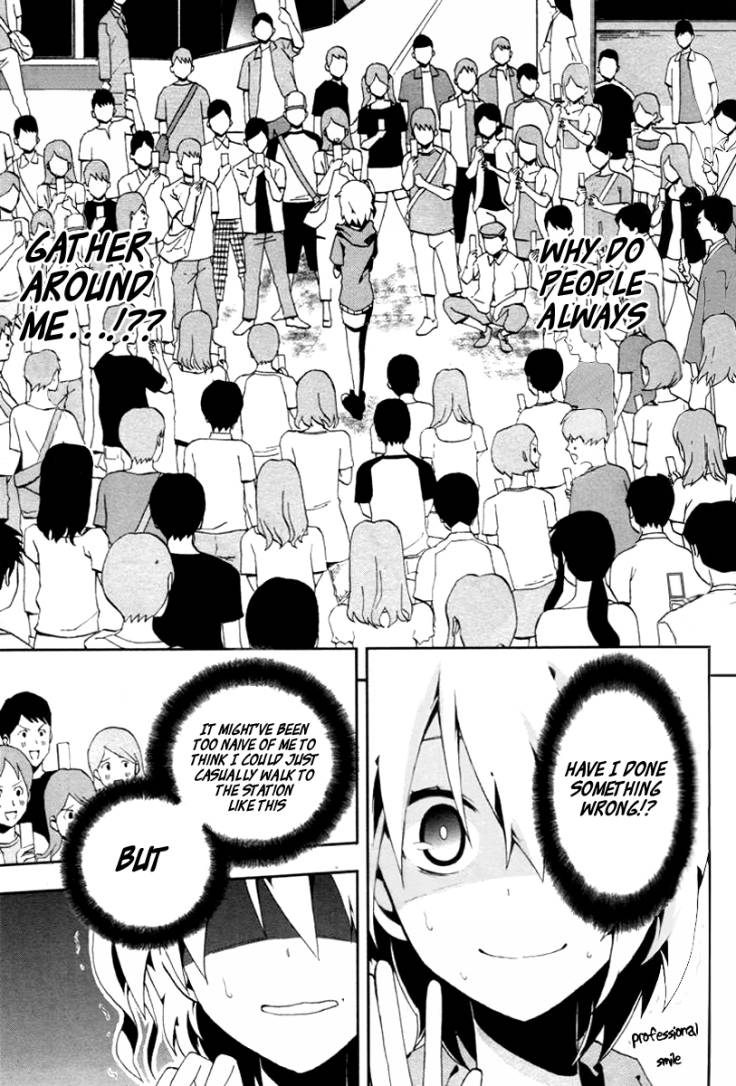 WHY DO
PEOPLE
ALWAYS
GATHER
AROUND
ME...!??
HAVE I DONE
SOMETHING
WRONG!?
professional
smile
IT MIGHT'VE BEEN
TOO NAIVE OF ME TO
THINK I COULD JUST
CASUALLY WALK TO
THE STATION
LIKE THIS
BUT